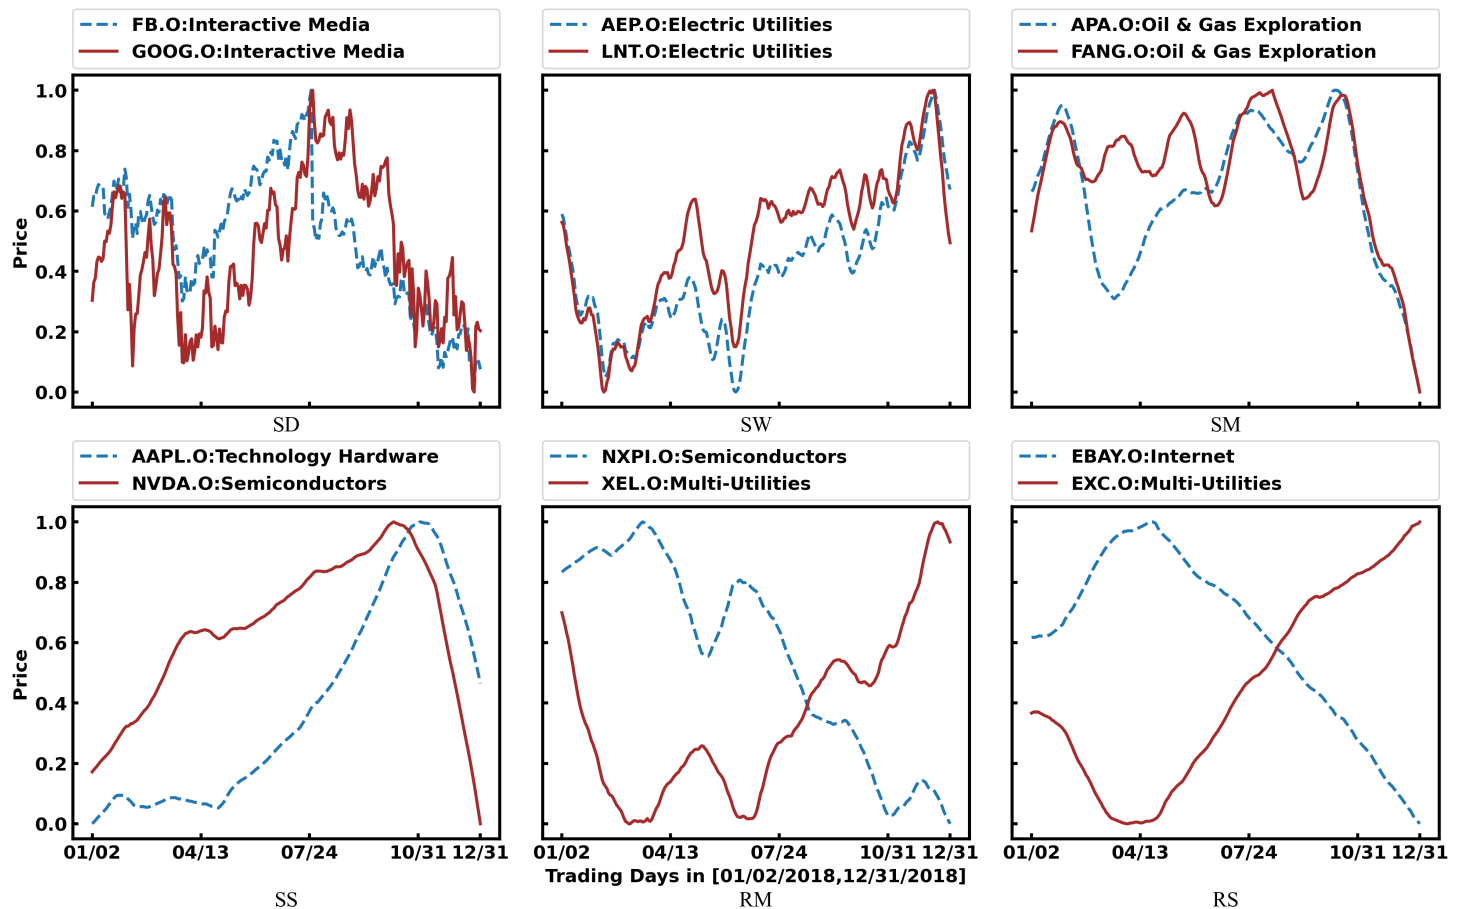 FB.O:Interactive Media
GOOG.O:Interactive Media
AEP.O:Electric Utilities
LNT.O:Electric Utilities
APA.O:Oil & Gas Exploration
FANG.O:Oil & Gas Exploration
1.0
0.8
0.6
0.4
0.2
0.0
Price
SD
SW
SM
AAPL.O:Technology Hardware
NVDA.O:Semiconductors
NXPI.O:Semiconductors
XEL.O:Multi-Utilities
EBAY.O:Internet
EXC.O:Multi-Utilities
1.0
0.8
0.6
0.4
0.2
0.0
Price
01/02 04/13 07/24 10/31 12/31
01/02 04/13 07/24 10/31 12/31
01/02 04/13 07/24 10/31 12/31
Trading Days in [01/02/2018,12/31/2018]
SS
RM
RS